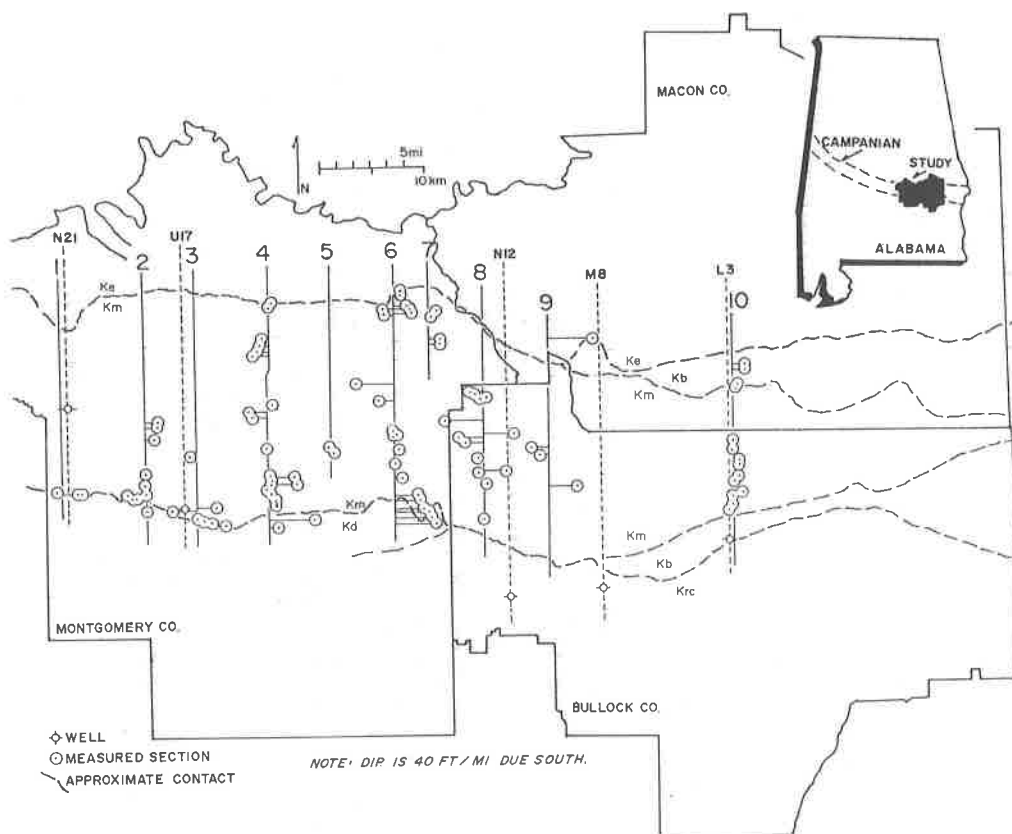 MACON CO.
CAMPANIAN
STUDY
ALABAMA
5mi
10km
N
N21
2
U17
3
4
5
6
7
8
N12
9
M8
L3
10
Ke
Km
Ke
Kb
Km
Km
Kd
Km
Kb
Krc
MONTGOMERY CO.
BULLOCK CO.
WELL
MEASURED SECTION
APPROXIMATE CONTACT
NOTE: DIP IS 40 FT/MI DUE SOUTH.